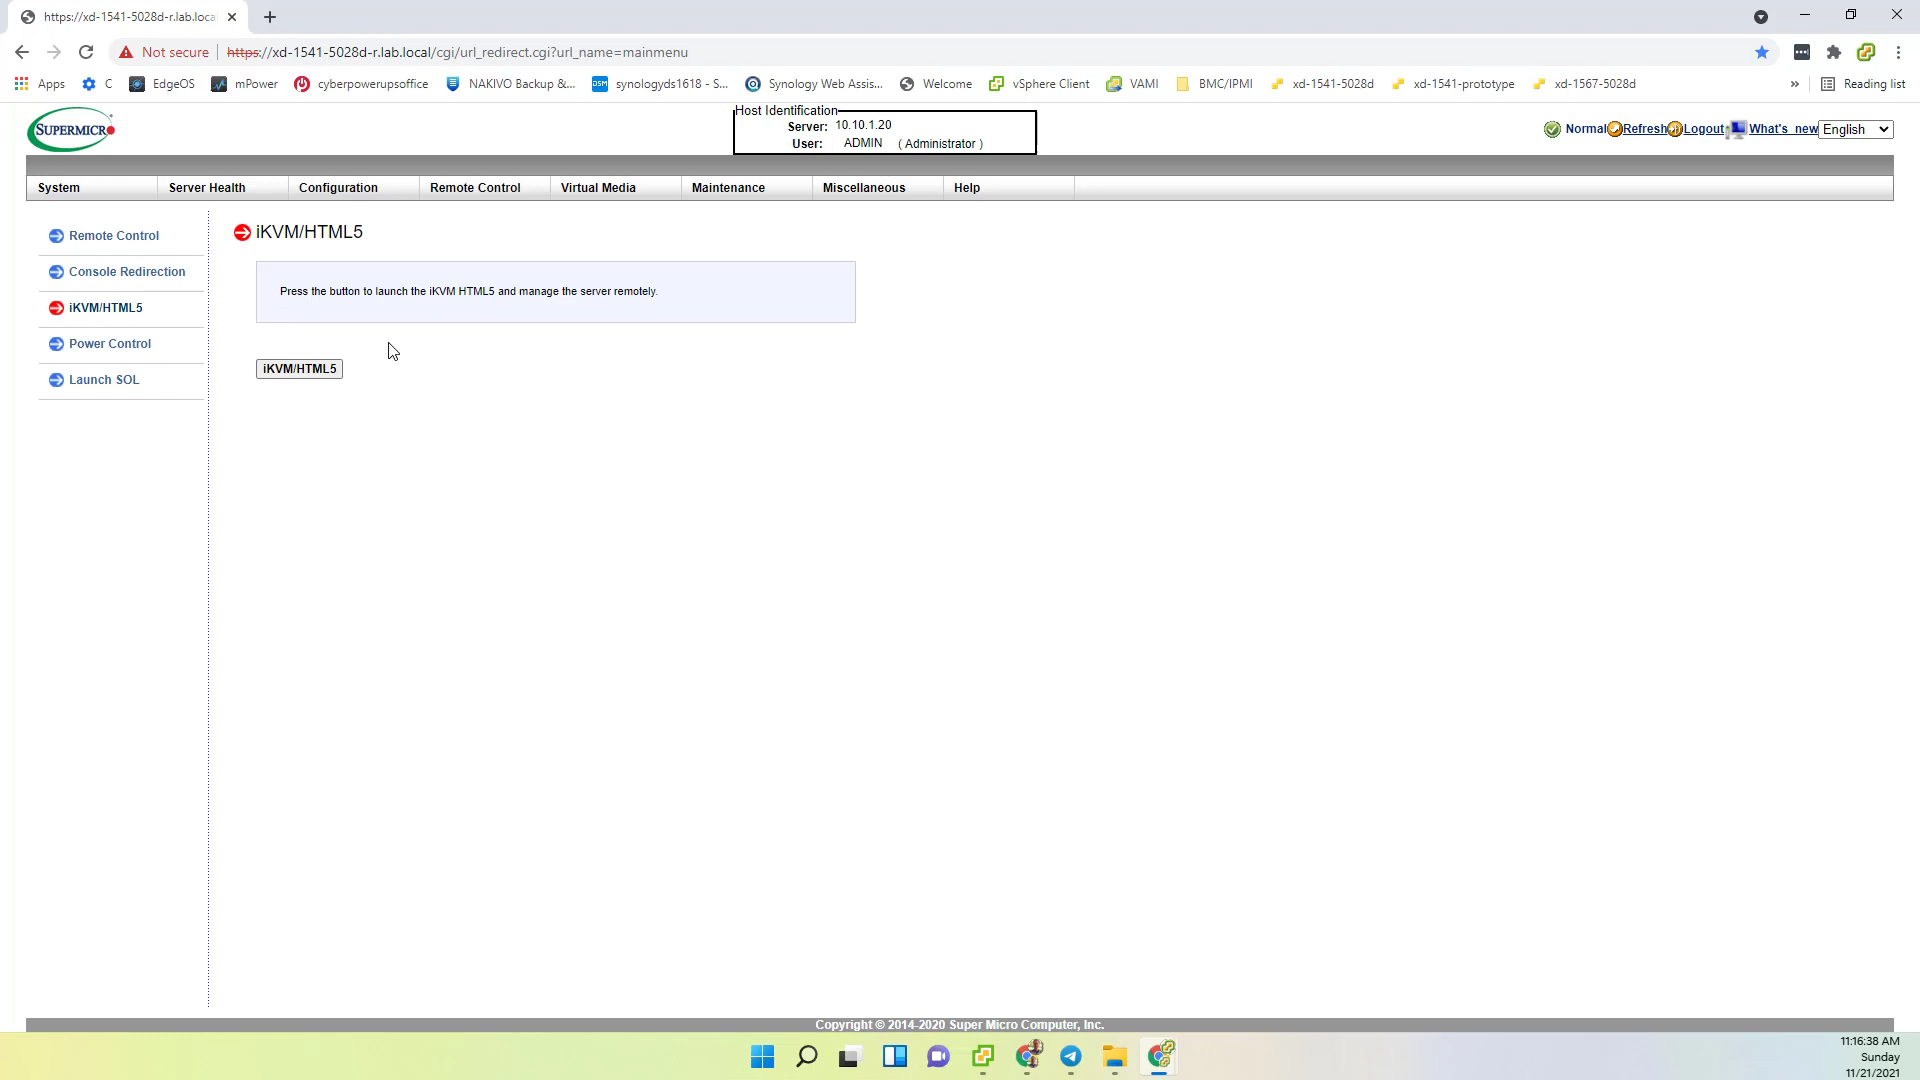 https://xd-1541-5028d-r.lab.loca
Not secure https://xd-1541-5028d-r.lab.local/cgi/url_redirect.cgi?url_name=mainmenu
Apps C EdgeOS mPower cyberpowerupsoffice NAKIVO Backup &... synologyds1618 - S... Synology Web Assis... Welcome vSphere Client VAMI BMC/IPMI xd-1541-5028d xd-1541-prototype xd-1567-5028d » Reading list
SUPERMICR
Host Identification
Server: 10.10.1.20
User: ADMIN ( Administrator )
Normal Refresh Logout What's new English
System Server Health Configuration Remote Control Virtual Media Maintenance Miscellaneous Help
Remote Control
Console Redirection
iKVM/HTML5
Power Control
Launch SOL
iKVM/HTML5
Press the button to launch the iKVM HTML5 and manage the server remotely.
iKVM/HTML5
Copyright © 2014-2020 Super Micro Computer, Inc.
11:16:38 AM
Sunday
11/21/2021